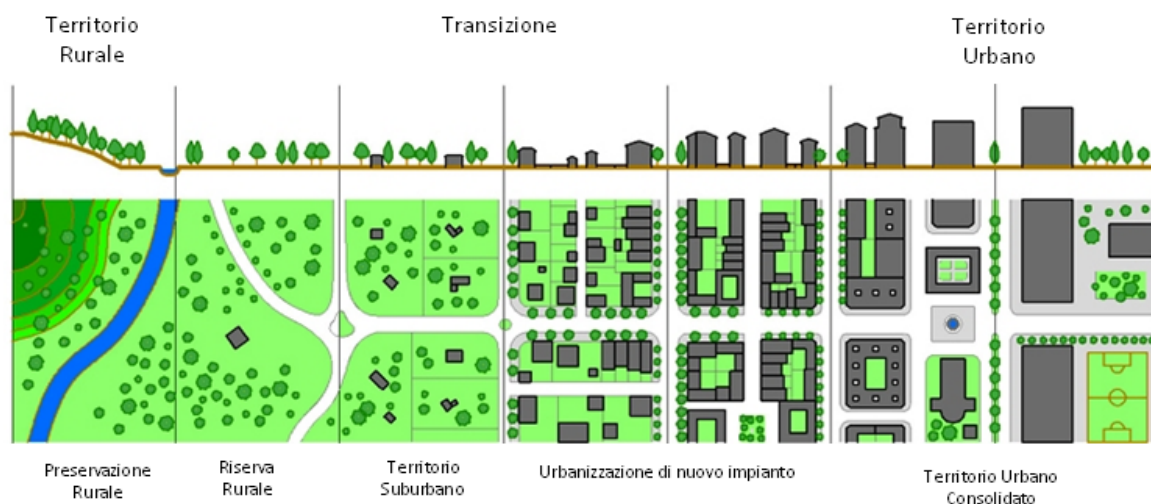 Territorio
Rurale
Transizione
Territorio
Urbano
Preservazione
Rurale
Riserva
Rurale
Territorio
Suburbano
Urbanizzazione di nuovo impianto
Territorio Urbano
Consolidato